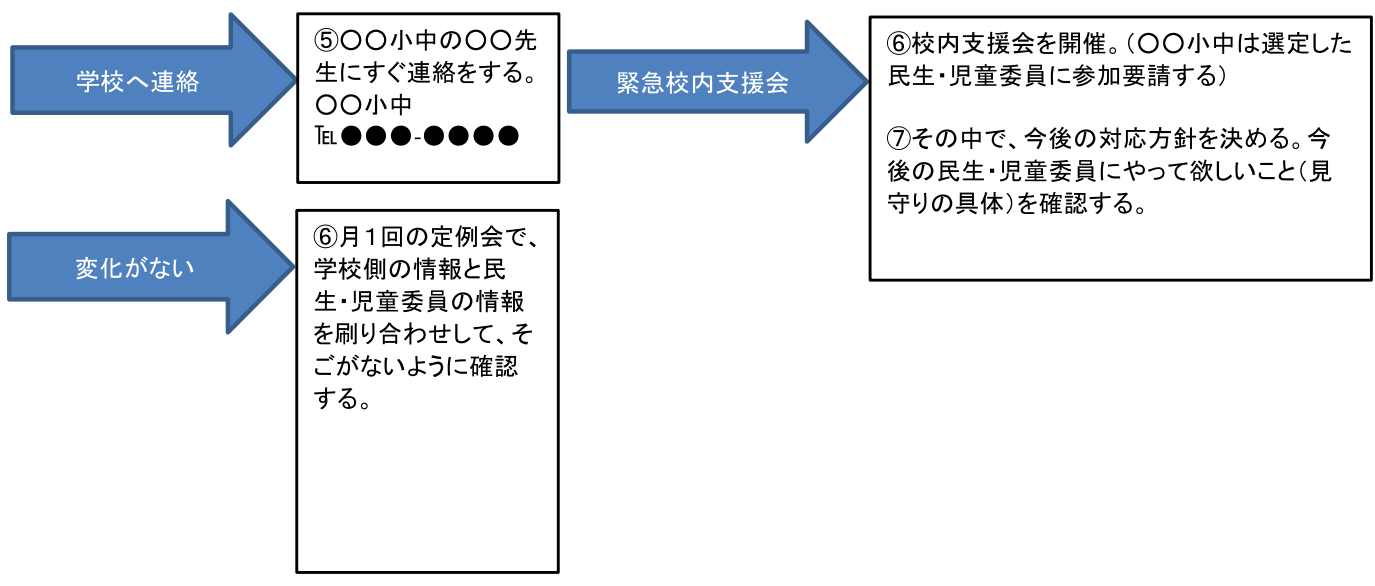 学校へ連絡
⑤〇〇小中の〇〇先
生にすぐ連絡をする。
〇〇小中
℡●●●-●●●●
緊急校内支援会
⑥校内支援会を開催。(〇〇小中は選定した
民生・児童委員に参加要請する)
⑦その中で、今後の対応方針を決める。今
後の民生・児童委員にやって欲しいこと(見
守りの具体)を確認する。
変化がない
⑥月1回の定例会で、
学校側の情報と民
生・児童委員の情報
を刷り合わせして、そ
ごがないように確認
する。